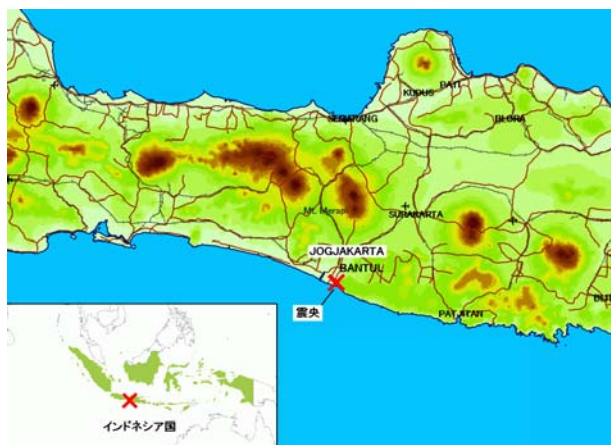 KUDUS
PATI
SEMARANG
BLORA
Mt. Merapi
SURAKARTA
JOGJAKARTA
BANTUL
震央
PATJITAN
インドネシア国